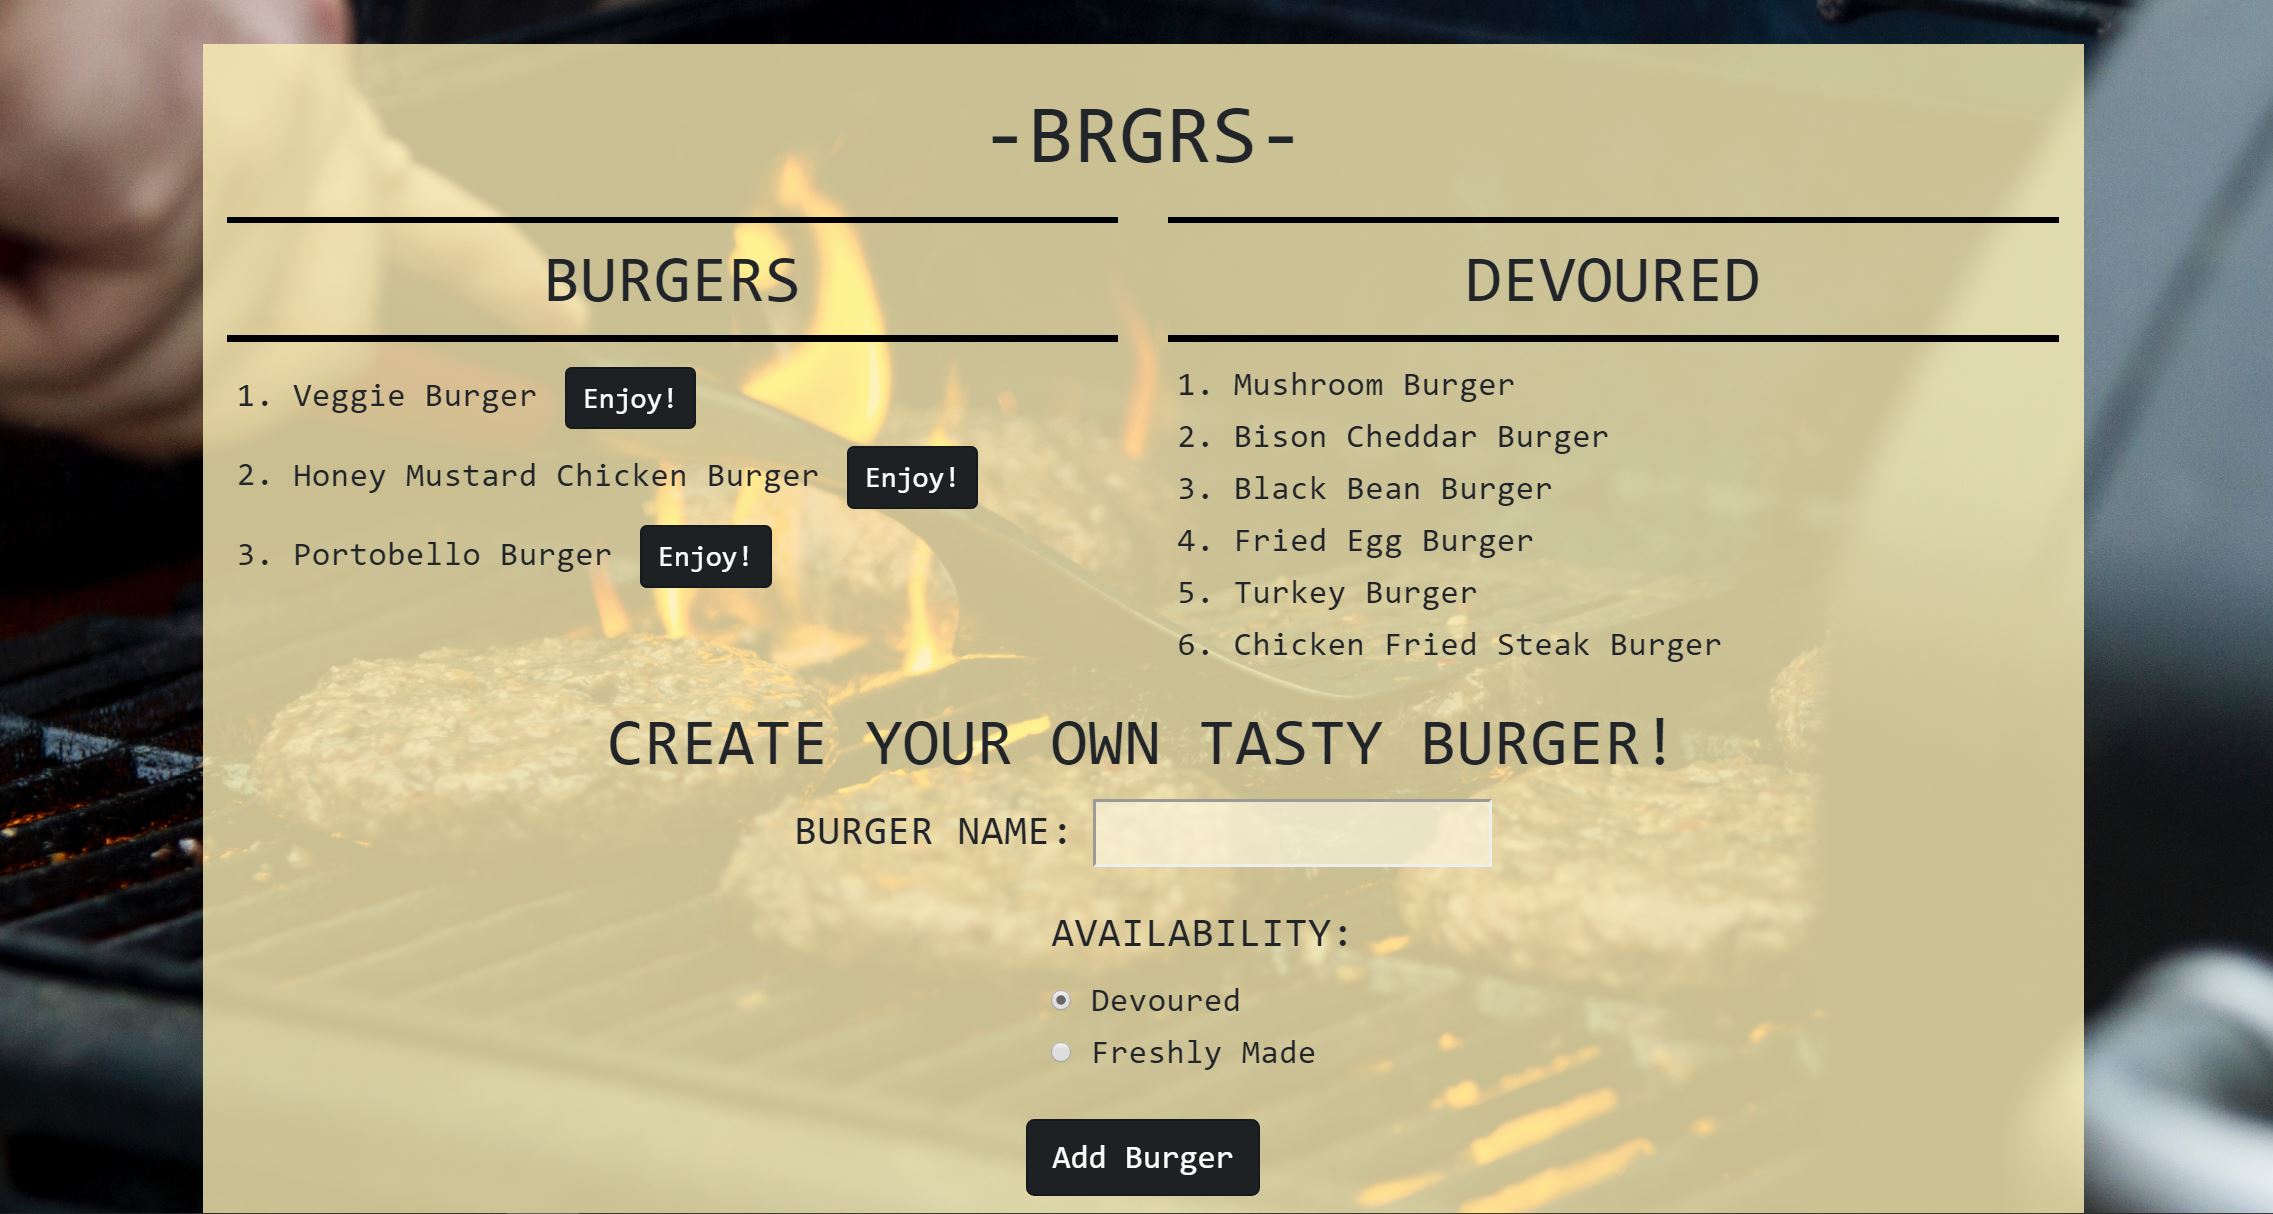 -BRGRS-
BURGERS
1. Veggie Burger Enjoy!
2. Honey Mustard Chicken Burger Enjoy!
3. Portobello Burger Enjoy!
DEVOURED
1. Mushroom Burger
2. Bison Cheddar Burger
3. Black Bean Burger
4. Fried Egg Burger
5. Turkey Burger
6. Chicken Fried Steak Burger
CREATE YOUR OWN TASTY BURGER!
BURGER NAME:
AVAILABILITY:
Devoured
Freshly Made
Add Burger